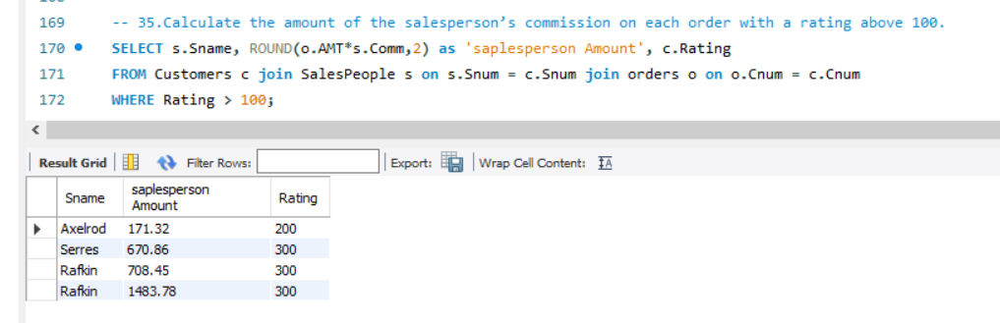 169 -- 35.Calculate the amount of the salesperson’s commission on each order with a rating above 100.
170 SELECT s.Sname, ROUND(o.AMT*s.Comm,2) as 'saplesperson Amount', c.Rating
171 FROM Customers c join SalesPeople s on s.Snum = c.Snum join orders o on o.Cnum = c.Cnum
172 WHERE Rating > 100;
Result Grid Filter Rows: Export: Wrap Cell Content: IA
Sname saplesperson Amount Rating
Axelrod 171.32 200
Serres 670.86 300
Rafkin 708.45 300
Rafkin 1483.78 300